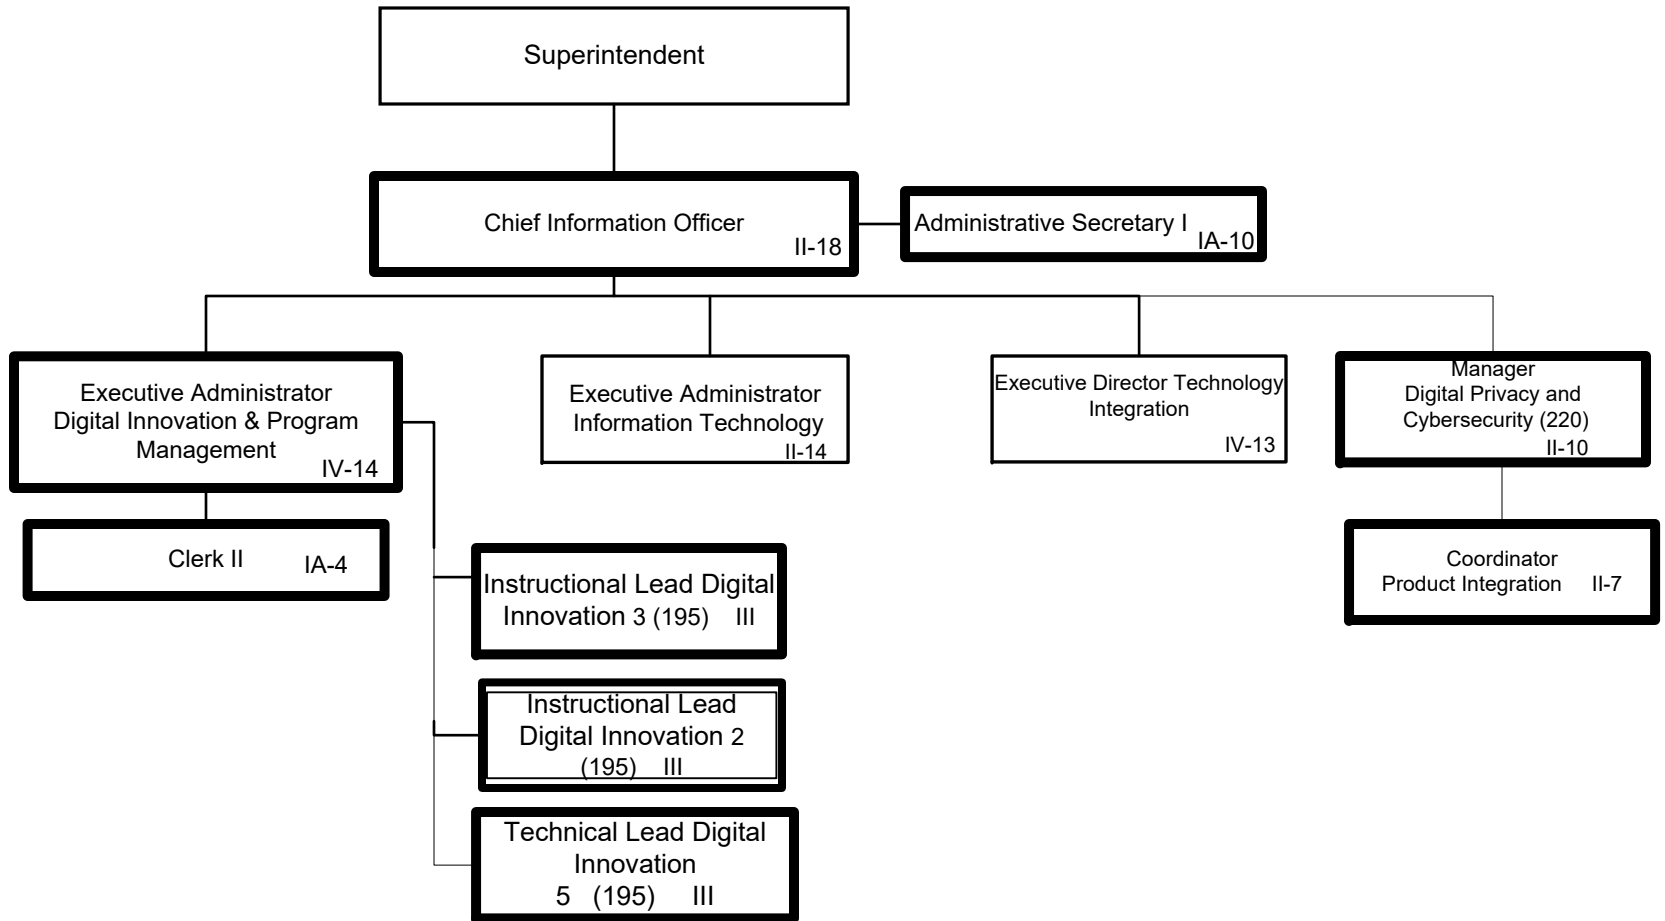 Superintendent
Chief Information Officer
II-18
Administrative Secretary I
IA-10
Executive Administrator
Digital Innovation & Program
Management
IV-14
Executive Administrator
Information Technology
II-14
Executive Director Technology
Integration
IV-13
Manager
Digital Privacy and
Cybersecurity (220)
II-10
Clerk II IA-4
Coordinator
Product Integration II-7
Instructional Lead Digital
Innovation 3 (195) III
Instructional Lead
Digital Innovation 2
(195) III
Technical Lead Digital
Innovation
5 (195) III